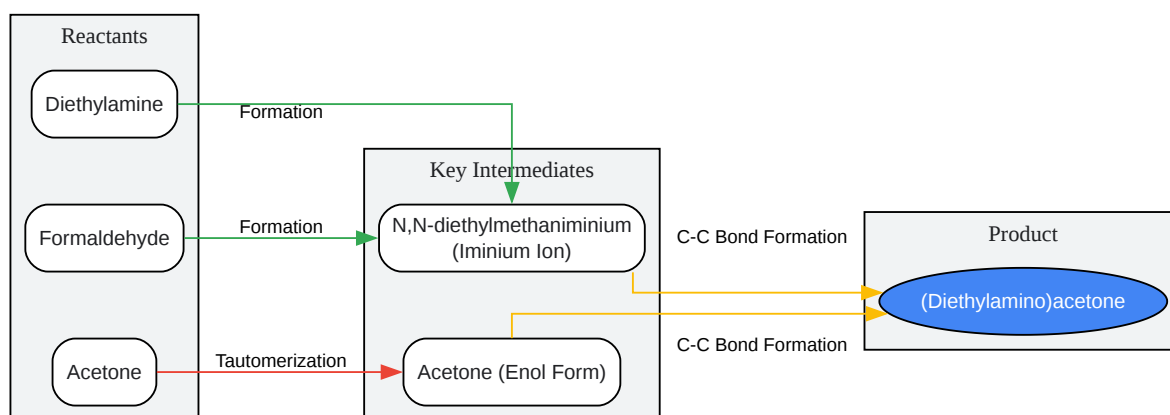 Reactants
Diethylamine
Formation
Key Intermediates
Formaldehyde
Formation
N,N-diethylmethaniminium
(Iminium Ion)
C-C Bond Formation
Product
(Diethylamino)acetone
Acetone
Tautomerization
Acetone (Enol Form)
C-C Bond Formation